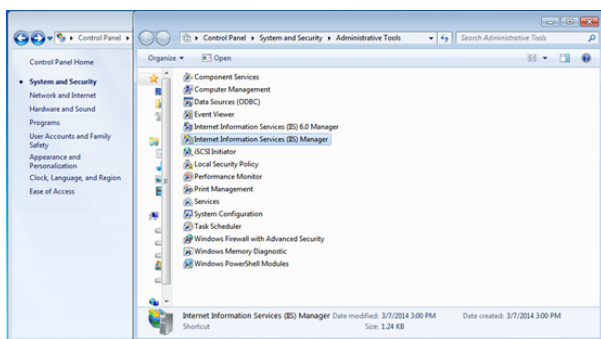 Control Panel
Control Panel Home
System and Security
Network and Internet
Hardware and Sound
Programs
User Accounts and Family
Safety
Appearance and
Personalization
Clock, Language, and Region
Ease of Access
Control Panel System and Security Administrative Tools
Search Administrative Tools
Organize Open
Component Services
Computer Management
Data Sources (ODBC)
Event Viewer
Internet Information Services (IIS) 6.0 Manager
Internet Information Services (IIS) Manager
iSCSI Initiator
Local Security Policy
Performance Monitor
Print Management
Services
System Configuration
Task Scheduler
Windows Firewall with Advanced Security
Windows Memory Diagnostic
Windows PowerShell Modules
Internet Information Services (IIS) Manager Date modified: 3/7/2014 3:00 PM Date created: 3/7/2014 3:00 PM
Shortcut Size: 1.24 KB